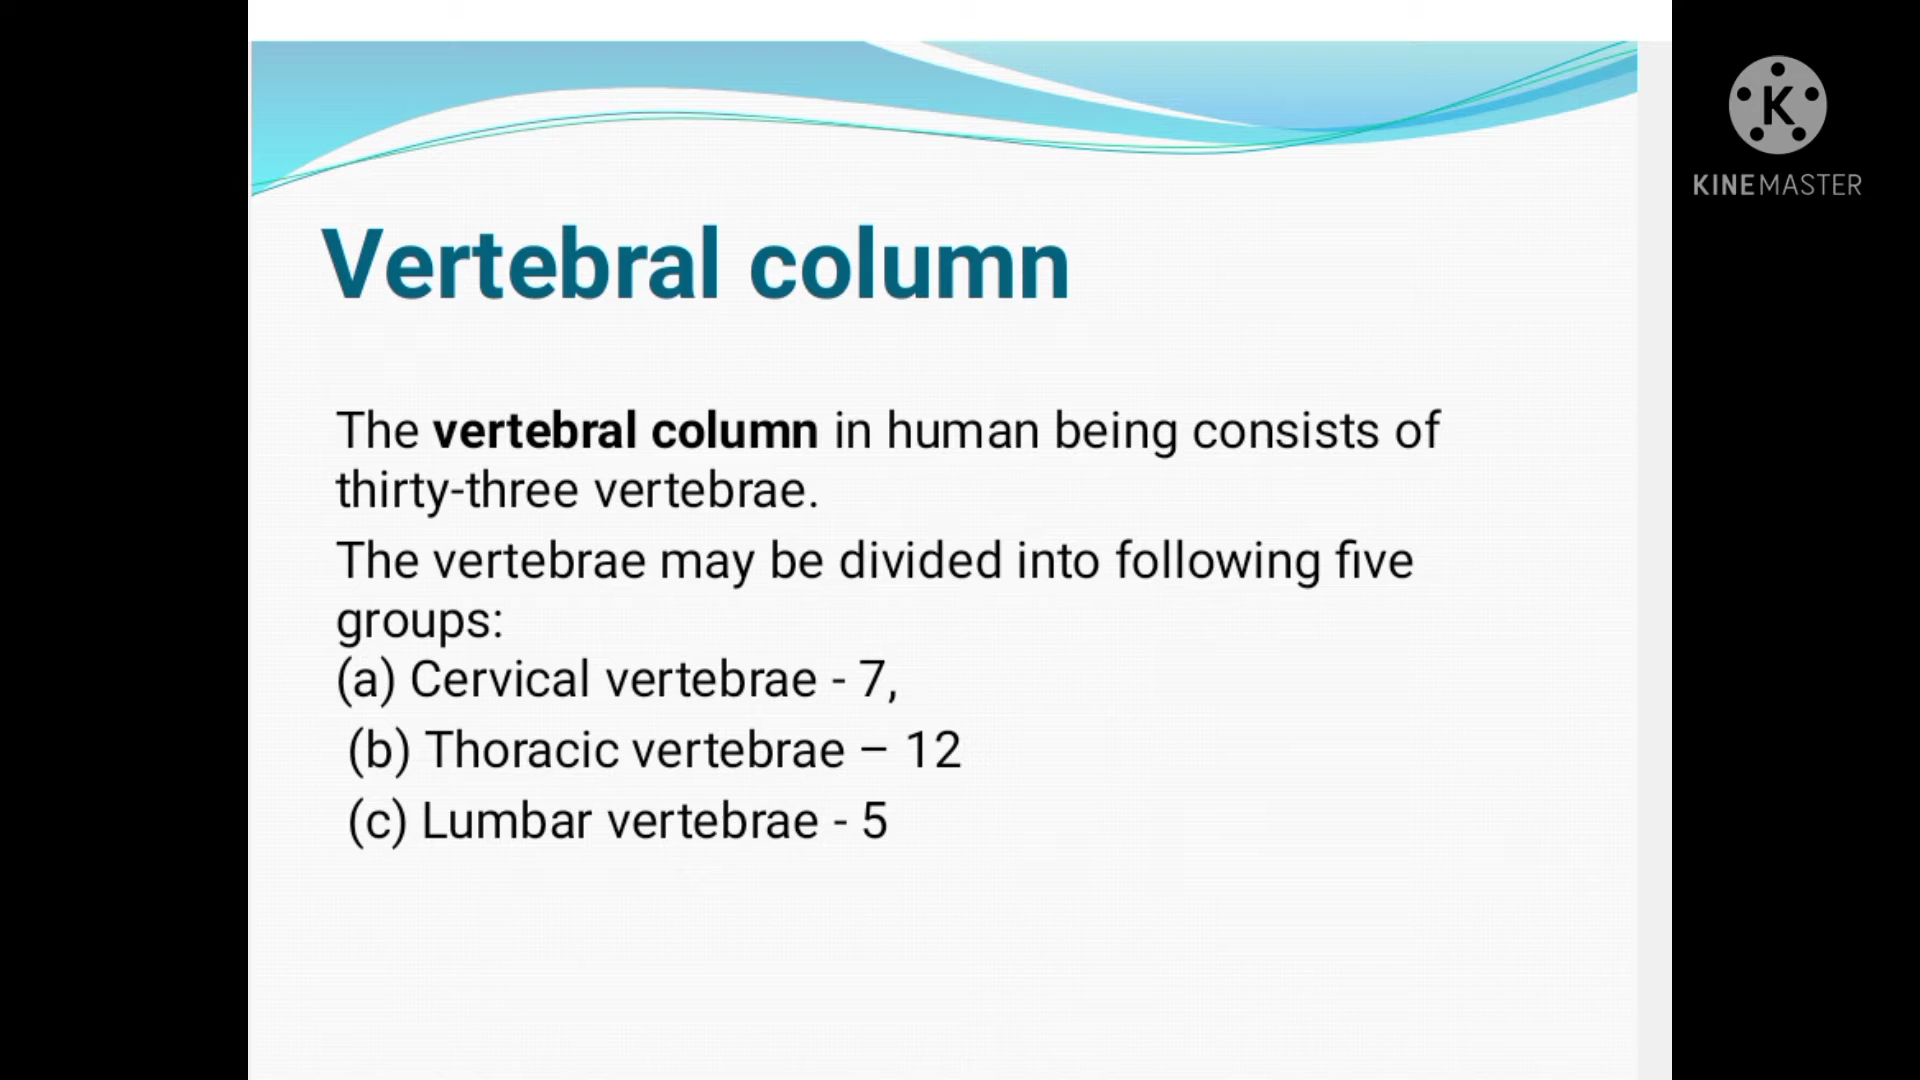 K
KINEMASTER
Vertebral column
The vertebral column in human being consists of
thirty-three vertebrae.
The vertebrae may be divided into following five
groups:
(a) Cervical vertebrae - 7,
(b) Thoracic vertebrae – 12
(c) Lumbar vertebrae - 5